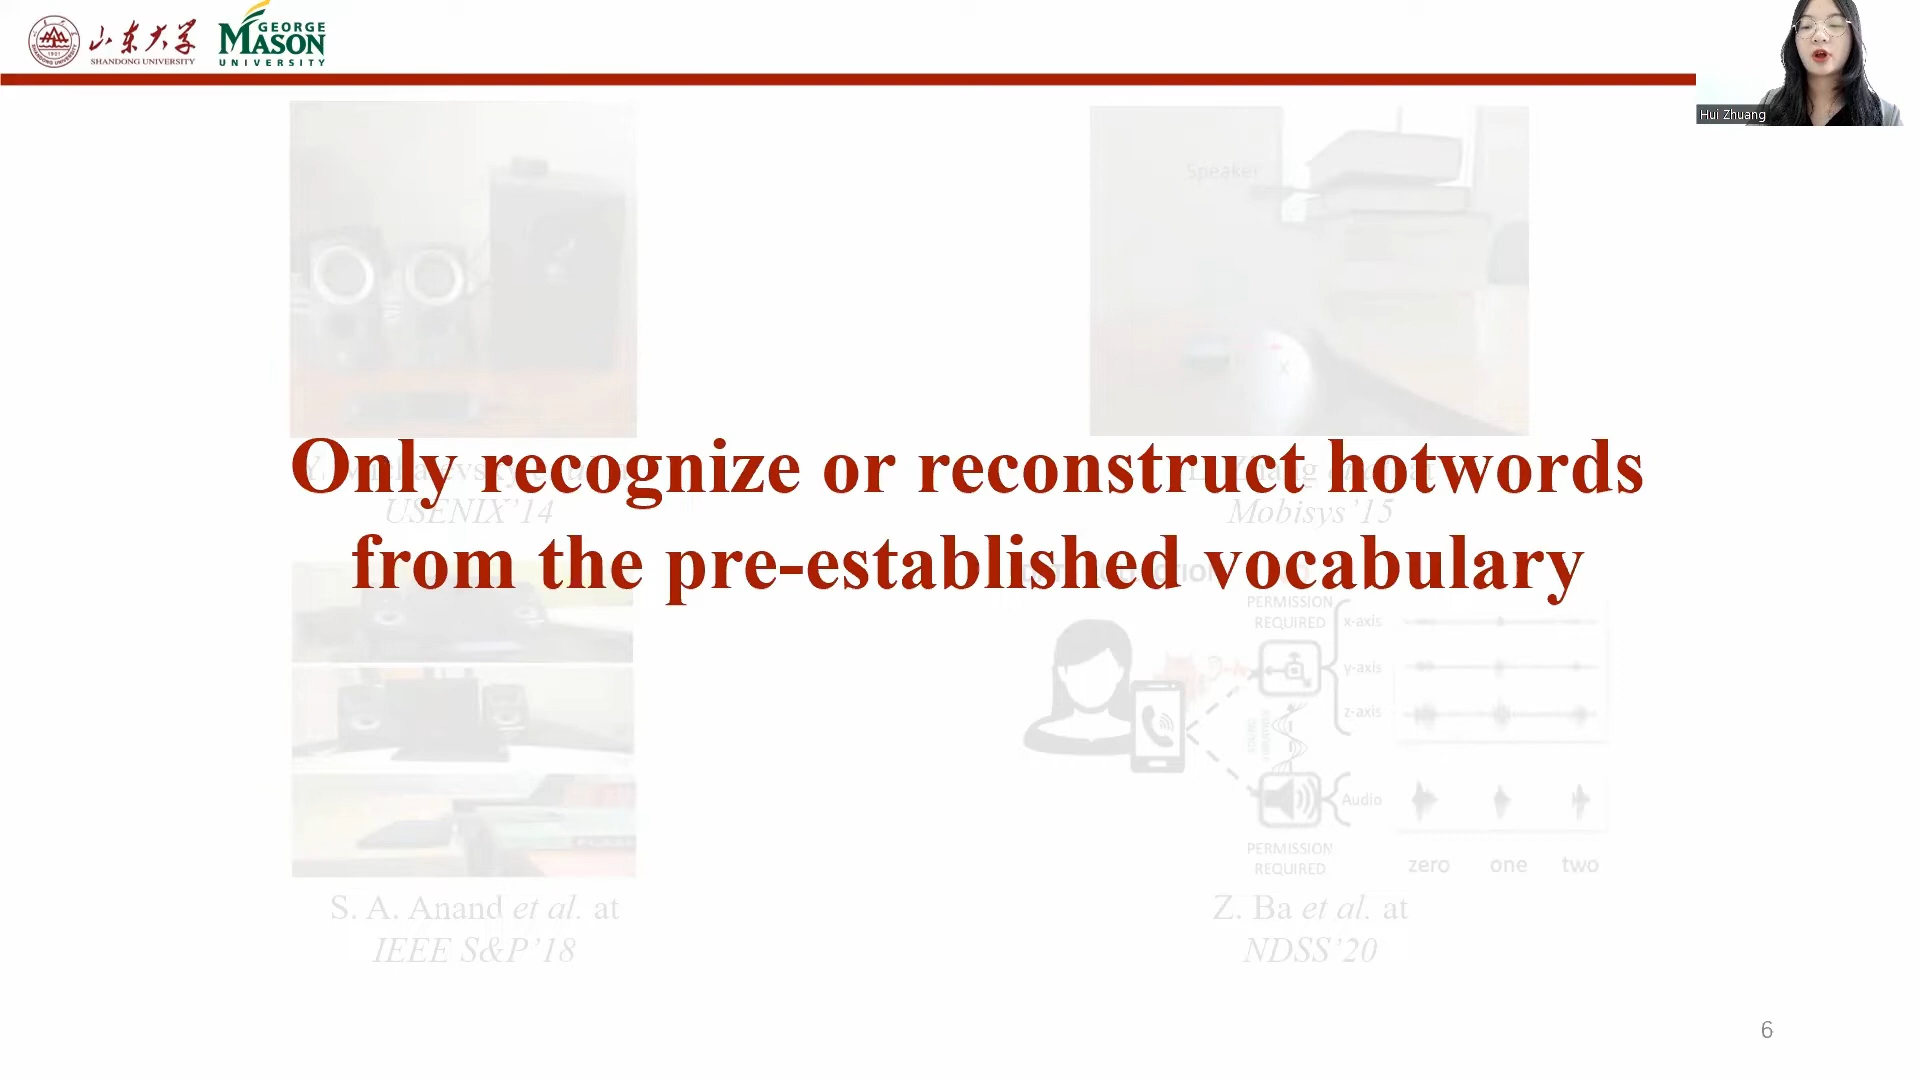 山东大学
SHANDONG UNIVERSITY
GEORGE
MASON
UNIVERSITY
Hui Zhuang
Speaker
Only recognize or reconstruct hotwords
USENIX’14
Mobisys’15
from the pre-established vocabulary
PERMISSION
REQUIRED
x-axis
y-axis
z-axis
Audio
PERMISSION
REQUIRED
zero one two
S. A. Anand et al. at
IEEE S&P’18
Z. Ba et al. at
NDSS’20
6